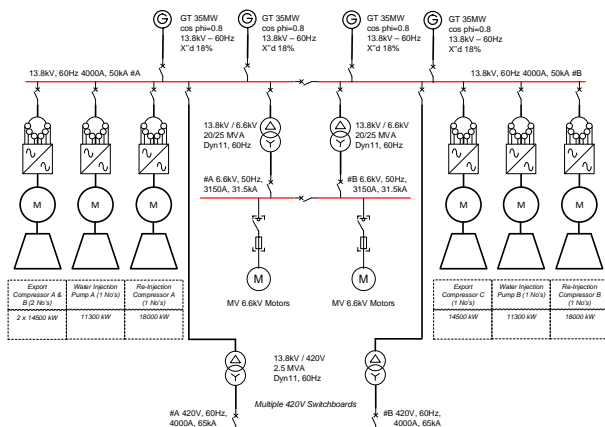 GT 35MW
cos phi=0.8
13.8kV – 60Hz
X¨d 18%
GT 35MW
cos phi=0.8
13.8kV – 60Hz
X¨d 18%
GT 35MW
cos phi=0.8
13.8kV – 60Hz
X¨d 18%
GT 35MW
cos phi=0.8
13.8kV – 60Hz
X¨d 18%
G
G
G
G
13.8kV, 60Hz 4000A, 50kA #A
13.8kV, 60Hz 4000A, 50kA #B
13.8kV / 6.6kV
20/25 MVA
Dyn11, 60Hz
13.8kV / 6.6kV
20/25 MVA
Dyn11, 60Hz
#A 6.6kV, 50Hz,
3150A, 31.5kA
#B 6.6kV, 50Hz,
3150A, 31.5kA
M
M
M
M
M
M
M
M
MV 6.6kV Motors
MV 6.6kV Motors
Export
Compressor A &
B (2 No's)
Water Injection
Pump A (1 No's)
Re-Injection
Compressor A
(1 No's)
2 x 14500 kW
11300 kW
18000 kW
Export
Compressor C
(1 No's)
Water Injection
Pump B (1 No's)
Re-Injection
Compressor B
(1 No's)
14500 kW
11300 kW
18000 kW
13.8kV / 420V
2.5 MVA
Dyn11, 60Hz
Multiple 420V Switchboards
#A 420V, 60Hz,
4000A, 65kA
#B 420V, 60Hz,
4000A, 65kA